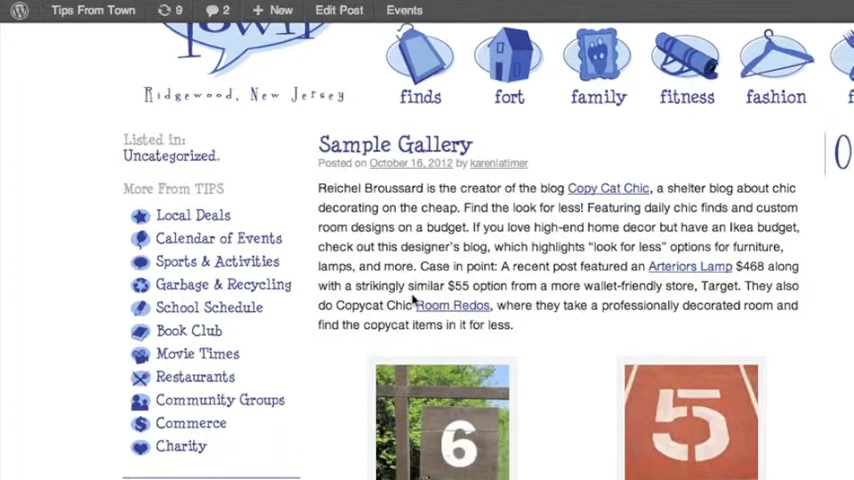 Tips From Town 9 2 + New Edit Post Events
Town
Ridgewood, New Jersey
finds fort family fitness fashion
Listed in:
Uncategorized.
More From TIPS
Local Deals
Calendar of Events
Sports & Activities
Garbage & Recycling
School Schedule
Book Club
Movie Times
Restaurants
Community Groups
Commerce
Charity
Sample Gallery
Posted on October 16, 2012 by karenlatimer
Reichel Broussard is the creator of the blog Copy Cat Chic, a shelter blog about chic
decorating on the cheap. Find the look for less! Featuring daily chic finds and custom
room designs on a budget. If you love high-end home decor but have an Ikea budget,
check out this designer's blog, which highlights "look for less" options for furniture,
lamps, and more. Case in point: A recent post featured an Arteriors Lamp $468 along
with a strikingly similar $55 option from a more wallet-friendly store, Target. They also
do Copycat Chic Room Redos, where they take a professionally decorated room and
find the copycat items in it for less.
6 5